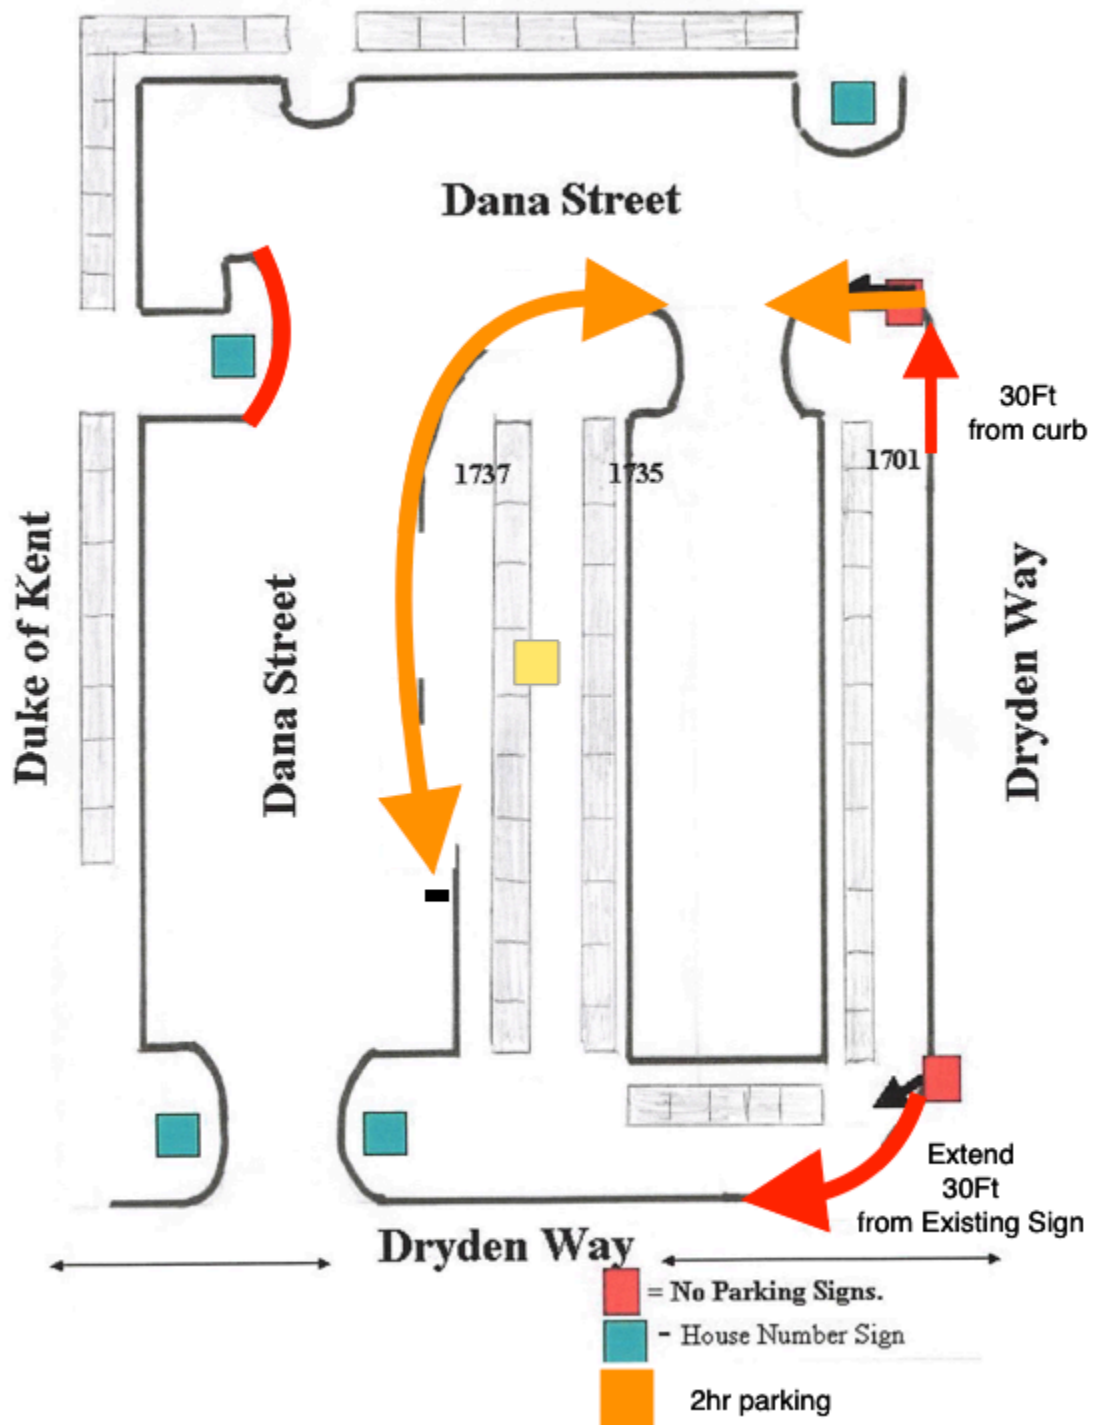 Dana Street
30Ft
from curb
1737
1735
1701
Duke of Kent
Dana Street
Dryden Way
Extend
30Ft
from Existing Sign
Dryden Way
= No Parking Signs.
- House Number Sign
2hr parking